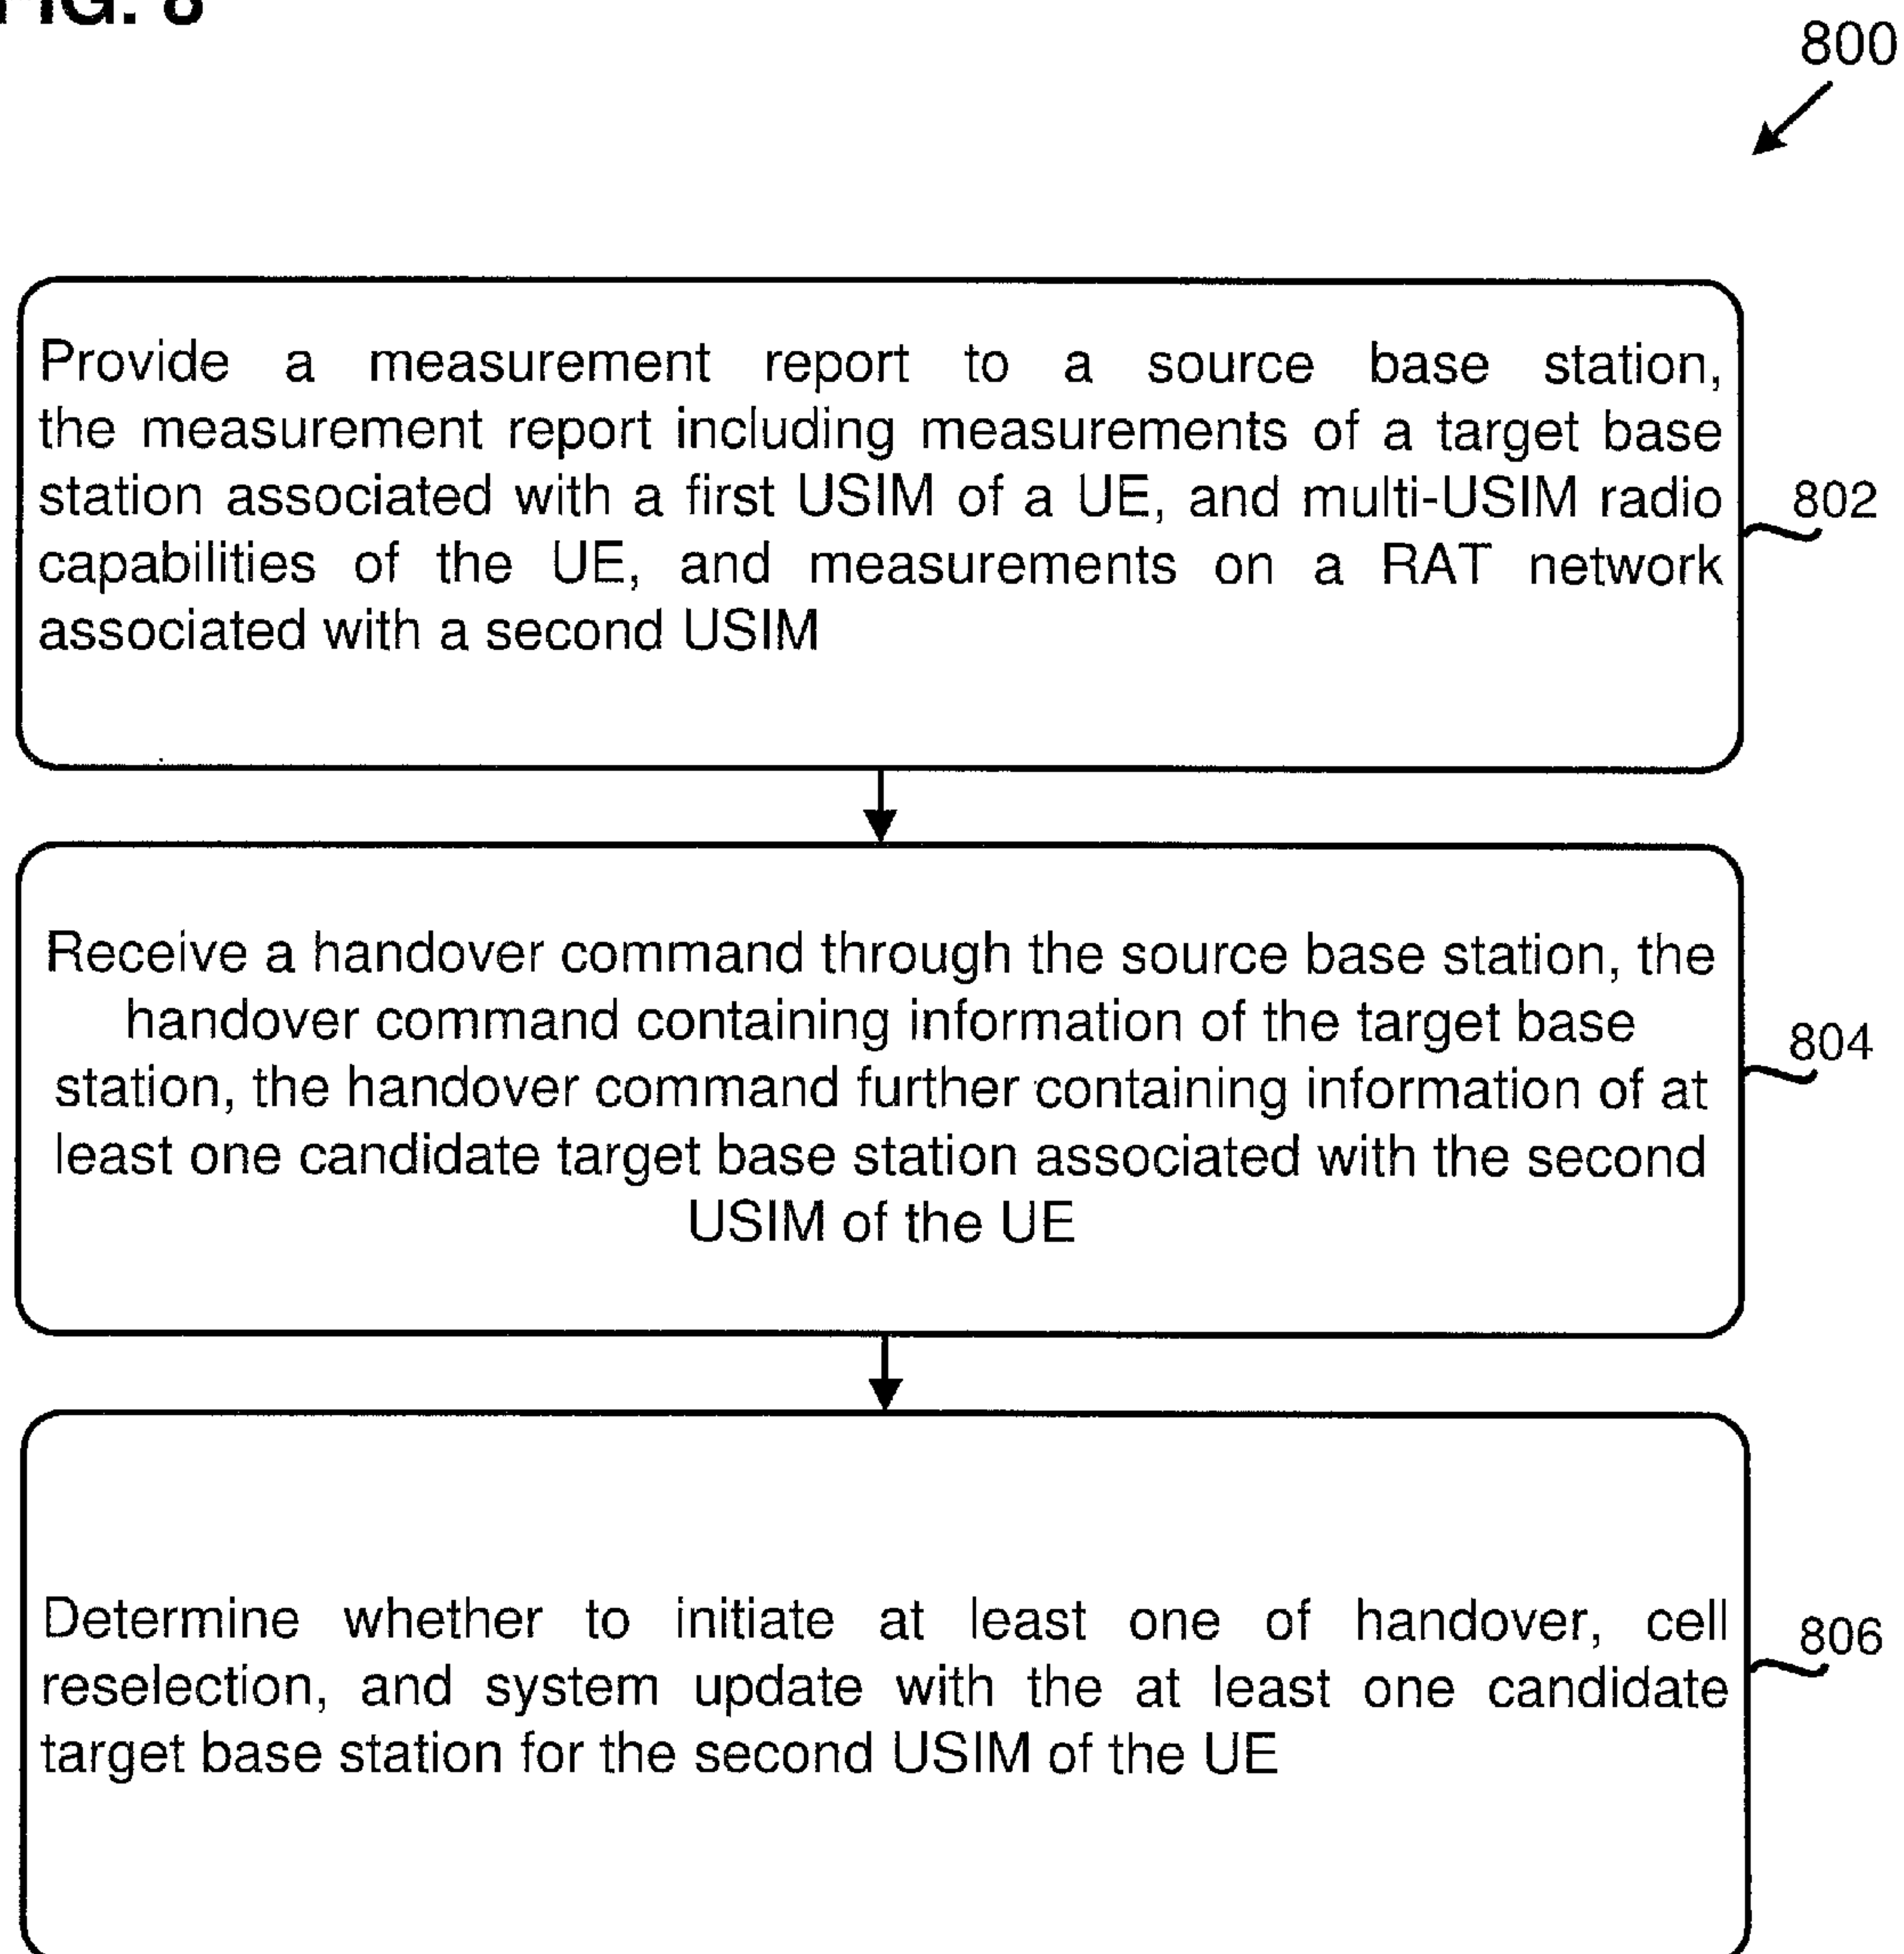 FIG. 8
800
Provide a measurement report to a source base station,
the measurement report including measurements of a target base
station associated with a first USIM of a UE, and multi-USIM radio
capabilities of the UE, and measurements on a RAT network
associated with a second USIM
802
Receive a handover command through the source base station, the
handover command containing information of the target base
station, the handover command further containing information of at
least one candidate target base station associated with the second
USIM of the UE
804
Determine whether to initiate at least one of handover, cell
reselection, and system update with the at least one candidate
target base station for the second USIM of the UE
806